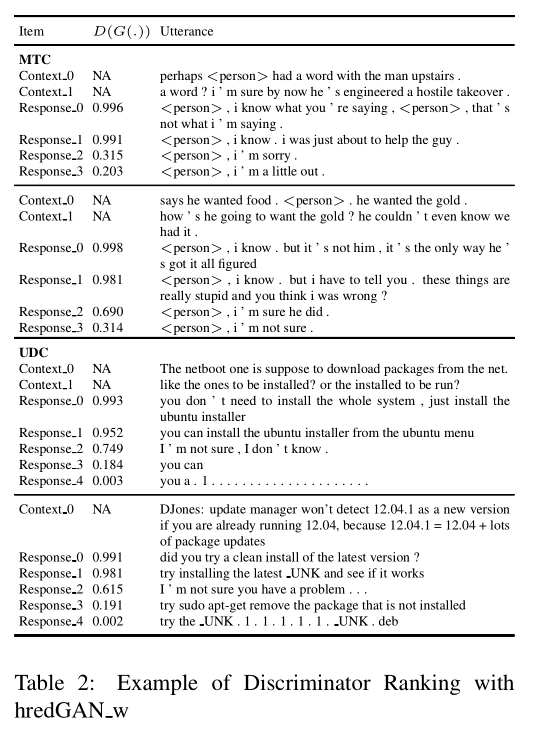 Item D(G(.)) Utterance
MTC
Context_0 NA perhaps <person> had a word with the man upstairs .
Context_1 NA a word ? i ' m sure by now he ' s engineered a hostile takeover .
Response_0 0.996 <person> , i know what you ' re saying , <person> , that ' s
not what i ' m saying .
Response_1 0.991 <person> , i know . i was just about to help the guy .
Response_2 0.315 <person> , i ' m sorry .
Response_3 0.203 <person> , i ' m a little out .
Context_0 NA says he wanted food . <person> . he wanted the gold .
Context_1 NA how ' s he going to want the gold ? he couldn ' t even know we
had it .
Response_0 0.998 <person> , i know . but it ' s not him , it ' s the only way he '
s got it all figured
Response_1 0.981 <person> , i know . but i have to tell you . these things are
really stupid and you think i was wrong ?
Response_2 0.690 <person> , i ' m sure he did .
Response_3 0.314 <person> , i ' m not sure .
UDC
Context_0 NA The netboot one is suppose to download packages from the net.
Context_1 NA like the ones to be installed? or the installed to be run?
Response_0 0.993 you don ' t need to install the whole system , just install the
ubuntu installer
Response_1 0.952 you can install the ubuntu installer from the ubuntu menu
Response_2 0.749 I ' m not sure , I don ' t know .
Response_3 0.184 you can
Response_4 0.003 you a . 1 . . . . . . . . . . . . . . . . . . . . .
Context_0 NA DJones: update manager won't detect 12.04.1 as a new version
if you are already running 12.04, because 12.04.1 = 12.04 + lots
of package updates
Response_0 0.991 did you try a clean install of the latest version ?
Response_1 0.981 try installing the latest _UNK and see if it works
Response_2 0.615 I ' m not sure you have a problem . . .
Response_3 0.191 try sudo apt-get remove the package that is not installed
Response_4 0.002 try the _UNK . 1 . 1 . 1 . 1 . 1 . _UNK . deb
Table 2: Example of Discriminator Ranking with
hredGAN_w